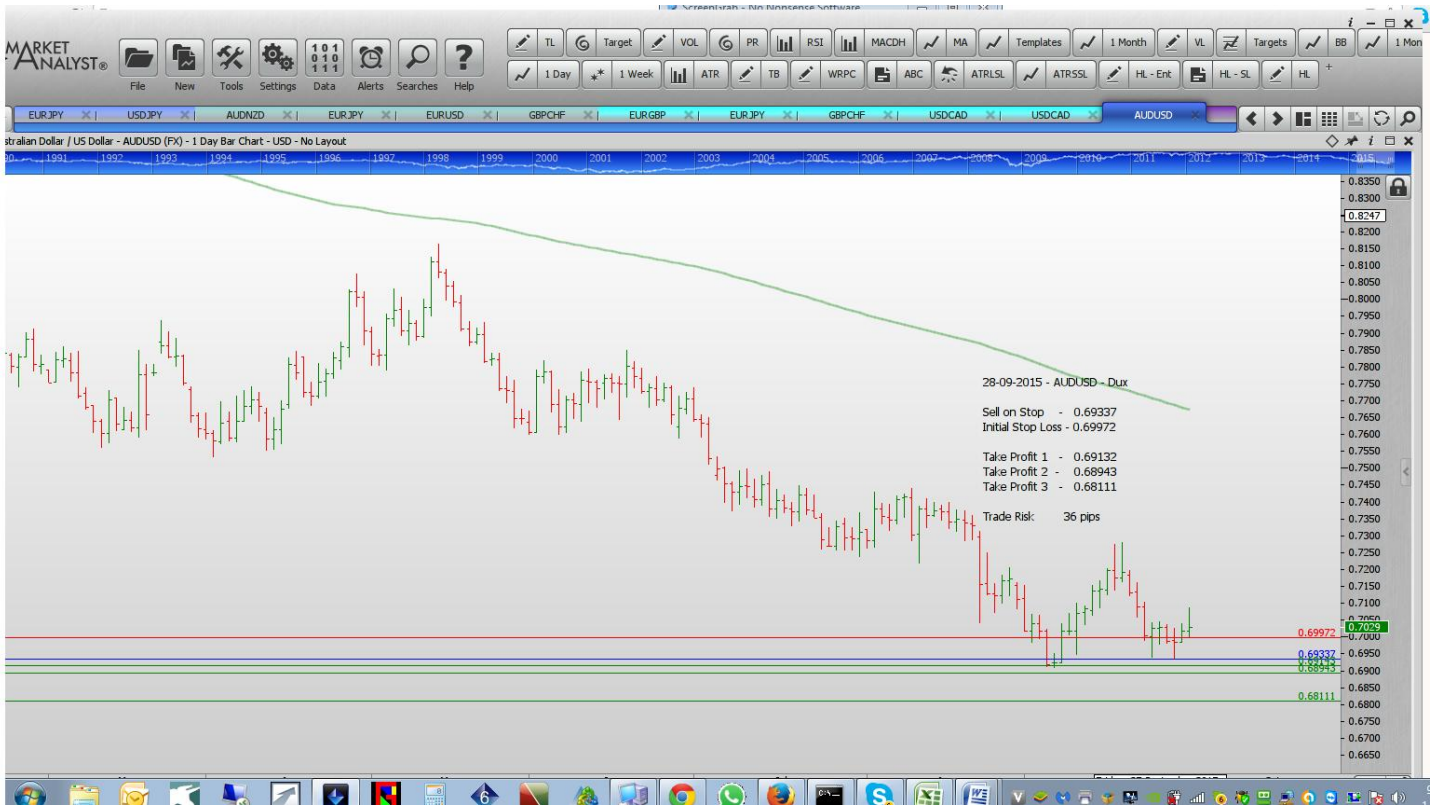 ScreenGrab - No Nonsense Software
MARKET
ANALYST®
File New Tools Settings Data Alerts Searches Help
TL Target VOL PR RSI MACDH MA Templates 1 Month VL Targets BB 1 Mon
1 Day 1 Week ATR TB WRPC ABC ATRLSL ATRSSL HL - Ent HL - SL HL +
EURJPY USDJPY AUDNZD EURJPY EURUSD GBPCHF EURGBP EURJPY GBPCHF USDCAD USDCAD AUDUSD
stralian Dollar / US Dollar - AUDUSD (FX) - 1 Day Bar Chart - USD - No Layout
1991 1992 1993 1994 1995 1996 1997 1998 1999 2000 2001 2002 2003 2004 2005 2006 2007 2008 2009 2010 2011 2012 2013 2014 2015
0.8350
0.8300
0.8247
0.8200
0.8150
0.8100
0.8050
0.8000
0.7950
0.7900
0.7850
0.7800
28-09-2015 - AUDUSD - Dux
0.7750
0.7700
Sell on Stop - 0.69337
0.7650
Initial Stop Loss - 0.69972
0.7600
0.7550
Take Profit 1 - 0.69132
Take Profit 2 - 0.68943
0.7500
Take Profit 3 - 0.68111
0.7450
0.7400
Trade Risk 36 pips
0.7350
0.7300
0.7250
0.7200
0.7150
0.7100
0.7050
0.7029
0.69972
0.7000
0.69337
0.6950
0.68943
0.6900
0.6850
0.68111
0.6800
0.6750
0.6700
0.6650